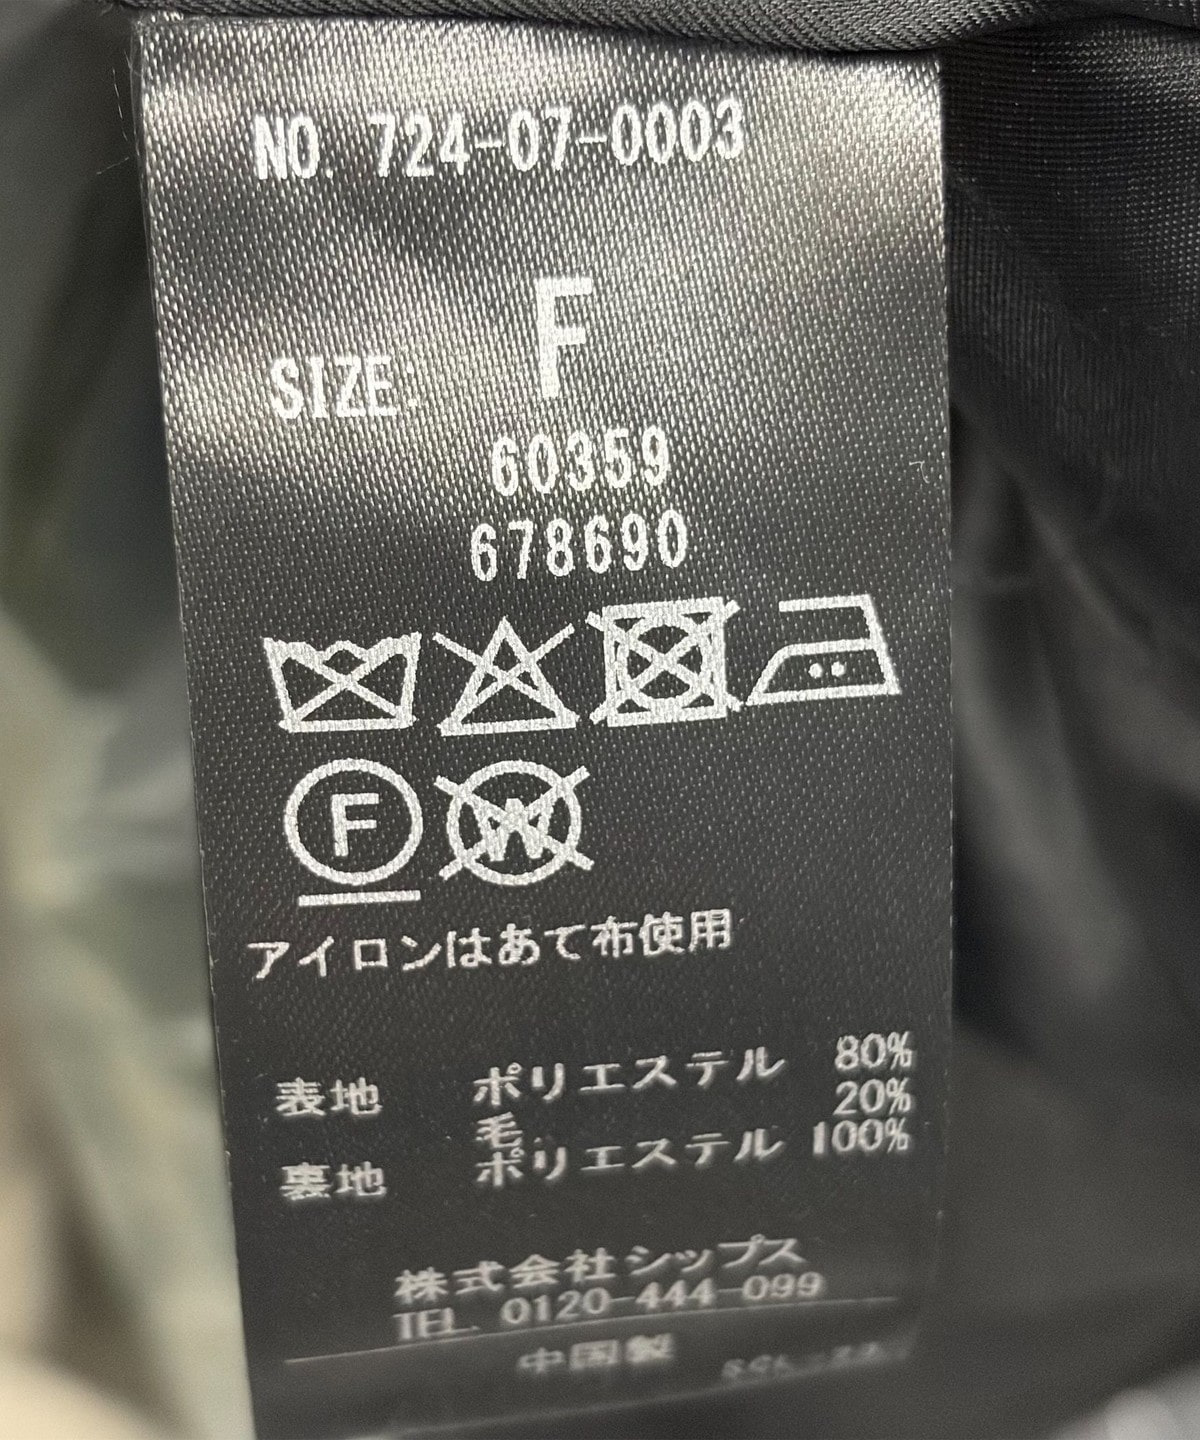 NO. 724-07-0003
SIZE: F
60359
678690
F
W
アイロンはあて布使用
表地 ポリエステル 80%
毛 20%
裏地 ポリエステル 100%
株式会社シップス
TEL. 0120-444-099
中国製